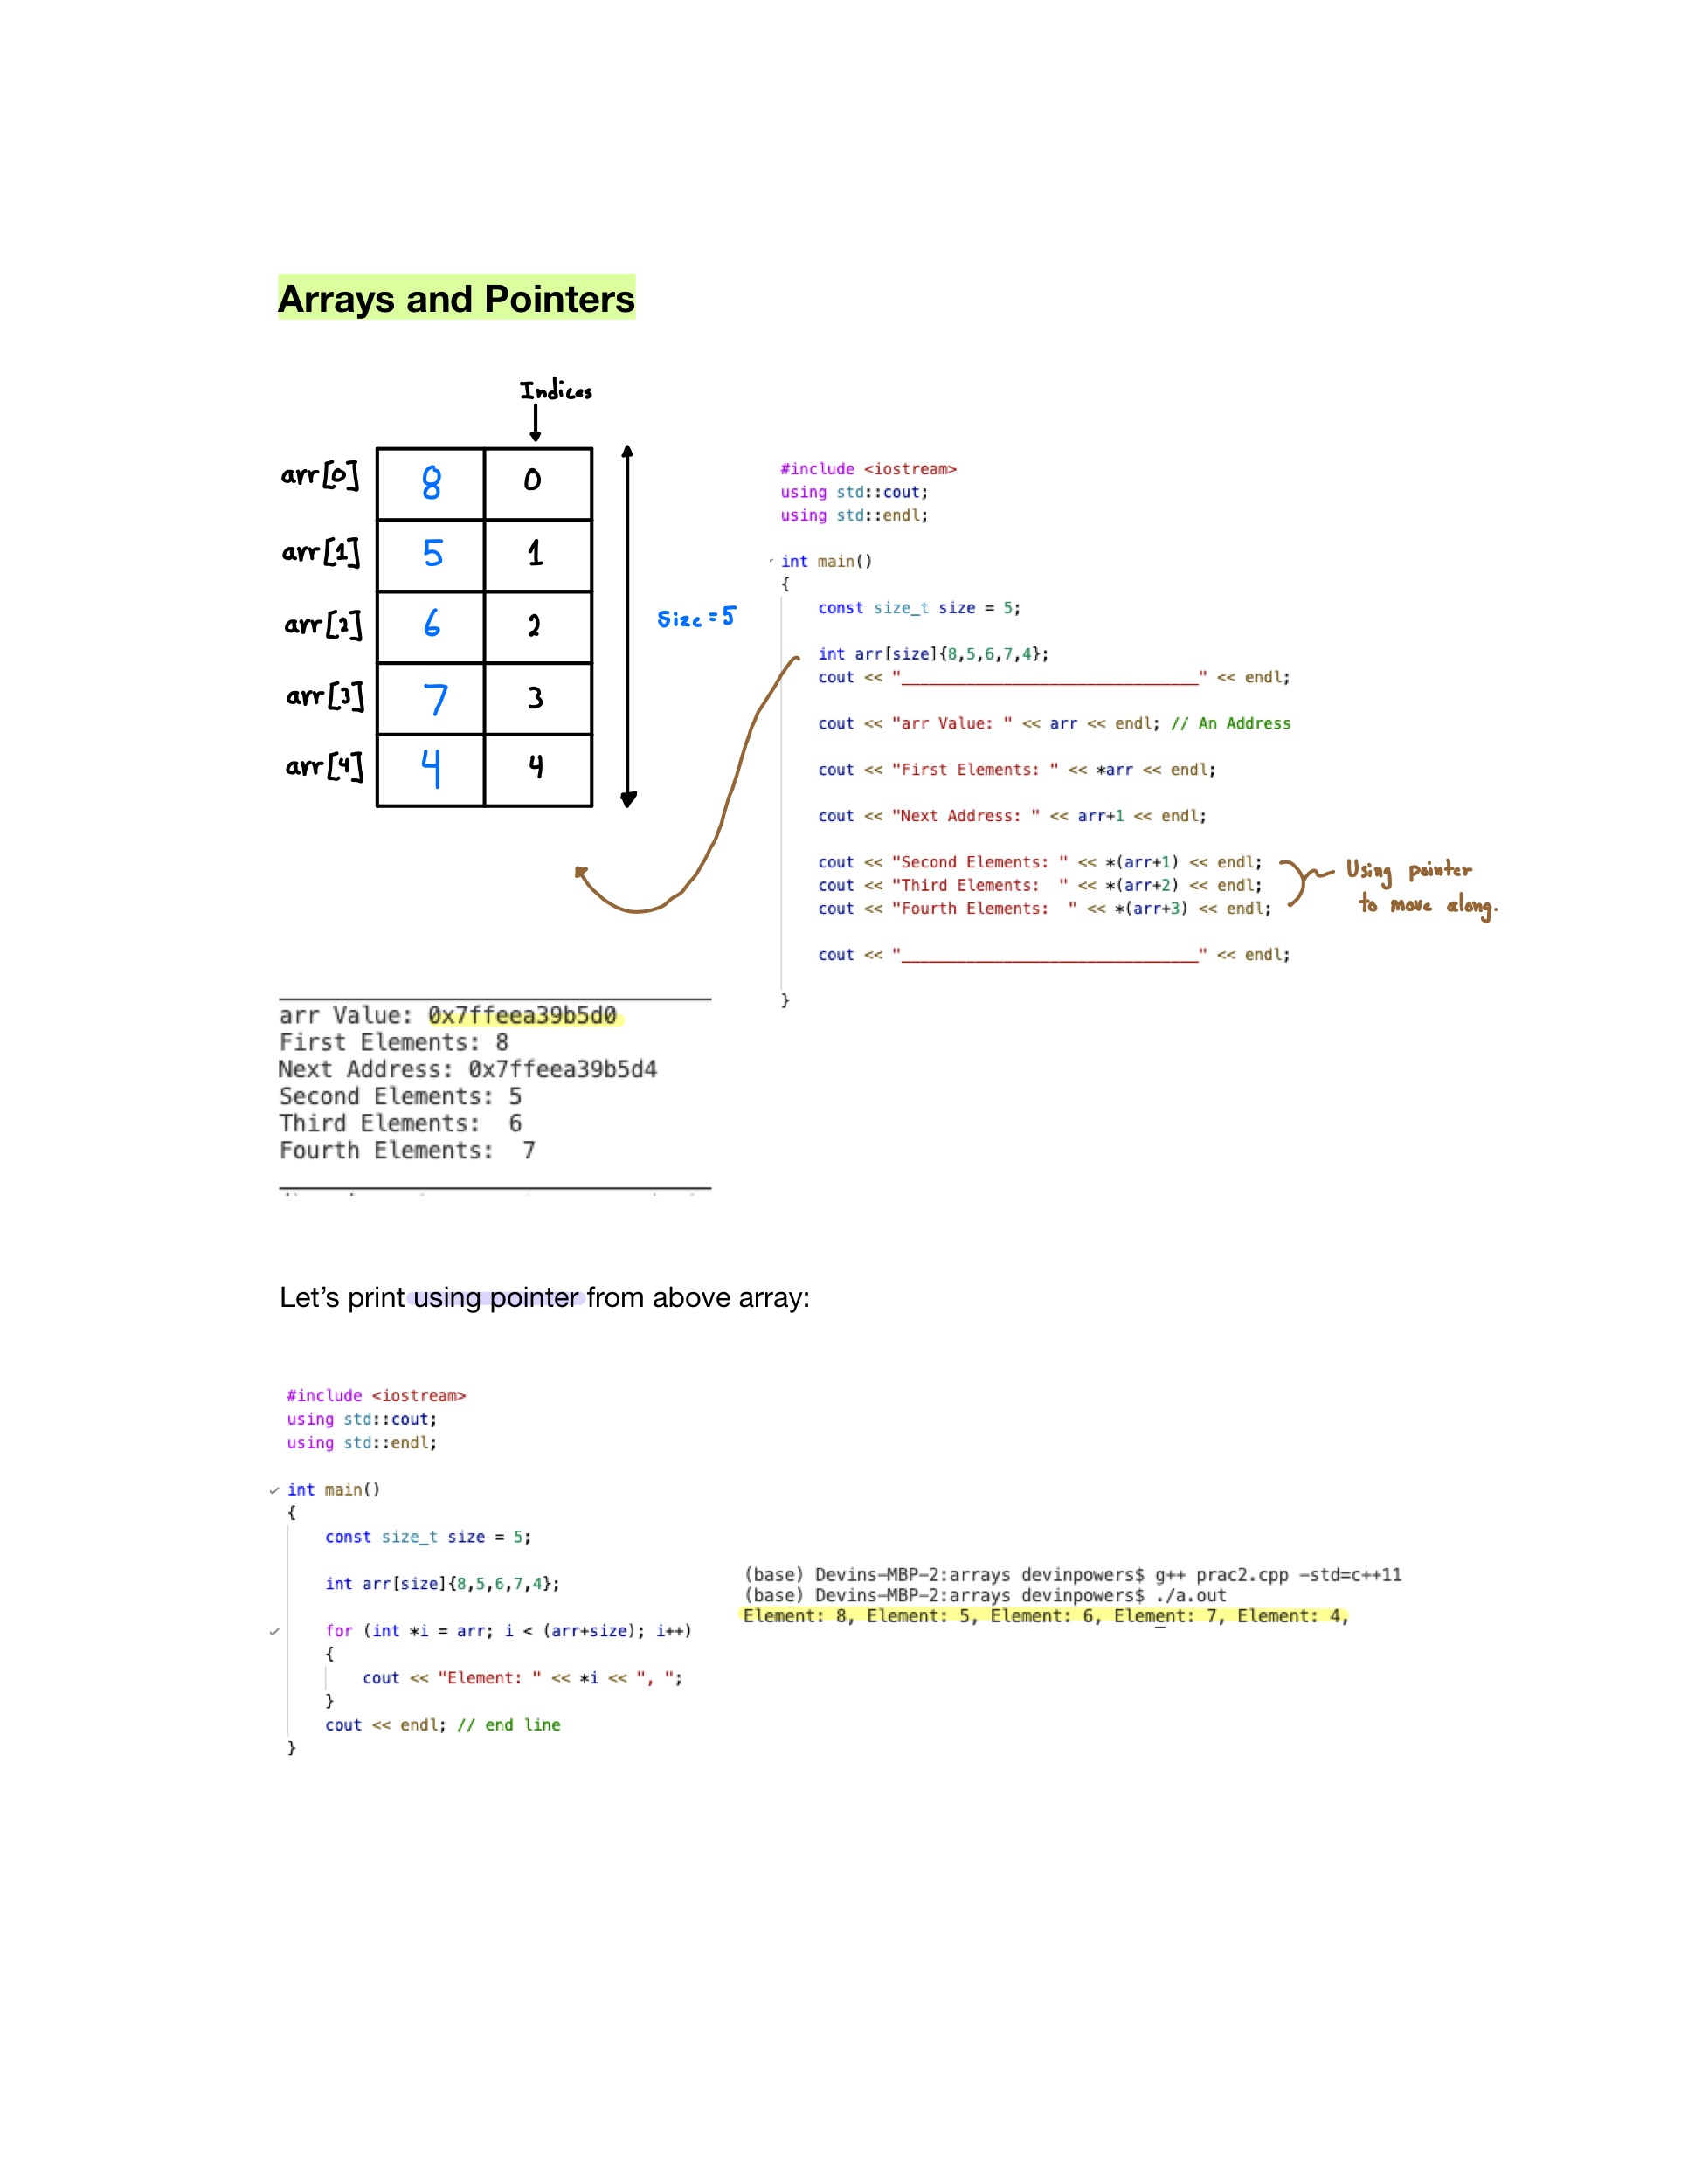 Arrays and Pointers
Indices
arr[0] 8 0
arr[1] 5 1
arr[2] 6 2
arr[3] 7 3
arr[4] 4 4
Size = 5
#include <iostream>
using std::cout;
using std::endl;
int main()
{
const size_t size = 5;
int arr[size]{8,5,6,7,4};
cout << "________________________________" << endl;
cout << "arr Value: " << arr << endl; // An Address
cout << "First Elements: " << *arr << endl;
cout << "Next Address: " << arr+1 << endl;
cout << "Second Elements: " << *(arr+1) << endl;
cout << "Third Elements:  " << *(arr+2) << endl;
cout << "Fourth Elements:  " << *(arr+3) << endl;
Using pointer
to move along.
cout << "________________________________" << endl;
}
________________________________
arr Value: 0x7ffeea39b5d0
First Elements: 8
Next Address: 0x7ffeea39b5d4
Second Elements: 5
Third Elements:  6
Fourth Elements:  7
________________________________
Let's print using pointer from above array:
#include <iostream>
using std::cout;
using std::endl;
int main()
{
const size_t size = 5;
int arr[size]{8,5,6,7,4};
for (int *i = arr; i < (arr+size); i++)
{
cout << "Element: " << *i << ", ";
}
cout << endl; // end line
}
(base) Devins-MBP-2:arrays devinpowers$ g++ prac2.cpp -std=c++11
(base) Devins-MBP-2:arrays devinpowers$ ./a.out
Element: 8, Element: 5, Element: 6, Element: 7, Element: 4,